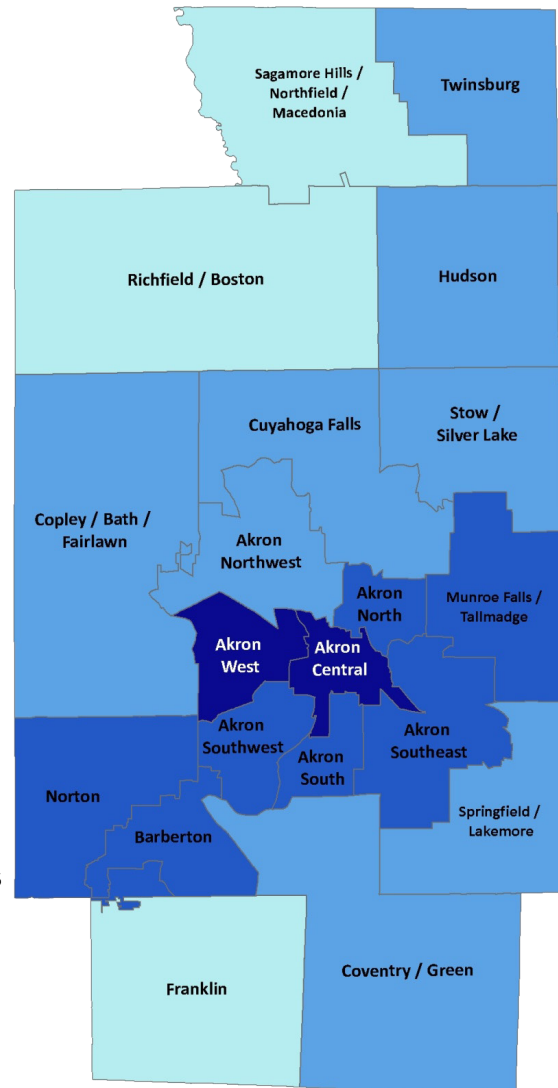 Sagamore Hills /
Northfield /
Macedonia
Twinsburg
Richfield / Boston
Hudson
Cuyahoga Falls
Stow /
Silver Lake
Copley / Bath /
Fairlawn
Akron
Northwest
Akron
North
Munroe Falls /
Tallmadge
Akron
West
Akron
Central
Akron
Southwest
Akron
South
Akron
Southeast
Norton
Barberton
Springfield /
Lakemore
Franklin
Coventry / Green